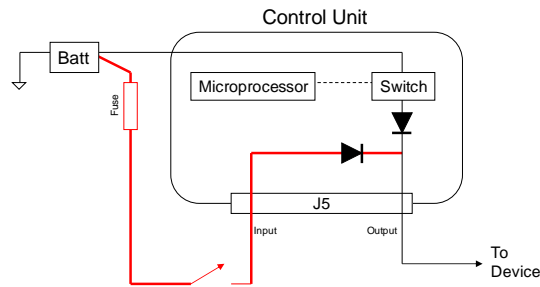 Control Unit
Batt
Microprocessor
Switch
Fuse
J5
Input
Output
To
Device